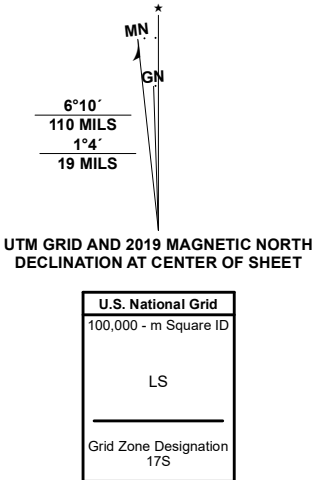 ★
MN
GN
6°10´
110 MILS
1°4´
19 MILS
UTM GRID AND 2019 MAGNETIC NORTH
DECLINATION AT CENTER OF SHEET
U.S. National Grid
100,000 - m Square ID
LS
Grid Zone Designation
17S